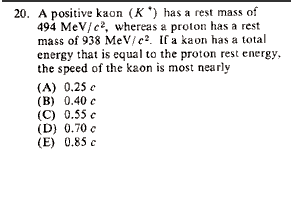 20. A positive kaon (K⁺) has a rest mass of
494 MeV/c², whereas a proton has a rest
mass of 938 MeV/c². If a kaon has a total
energy that is equal to the proton rest energy,
the speed of the kaon is most nearly
(A) 0.25 c
(B) 0.40 c
(C) 0.55 c
(D) 0.70 c
(E) 0.85 c